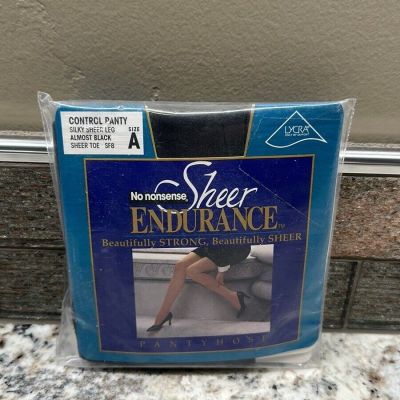 CONTROL PANTY
SILKY SHEER LEG
ALMOST BLACK
SHEER TOE SFB
SIZE
A
LYCRA
No nonsense
Sheer
ENDURANCE
Beautifully STRONG, Beautifully SHEER
PANTYHOSE